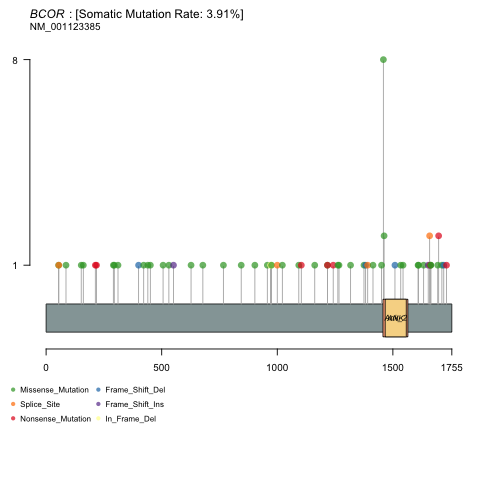 BCOR : [Somatic Mutation Rate: 3.91%]
NM_001123385
8
1
0 500 1000 1500 1755
Missense_Mutation Frame_Shift_Del
Splice_Site Frame_Shift_Ins
Nonsense_Mutation In_Frame_Del